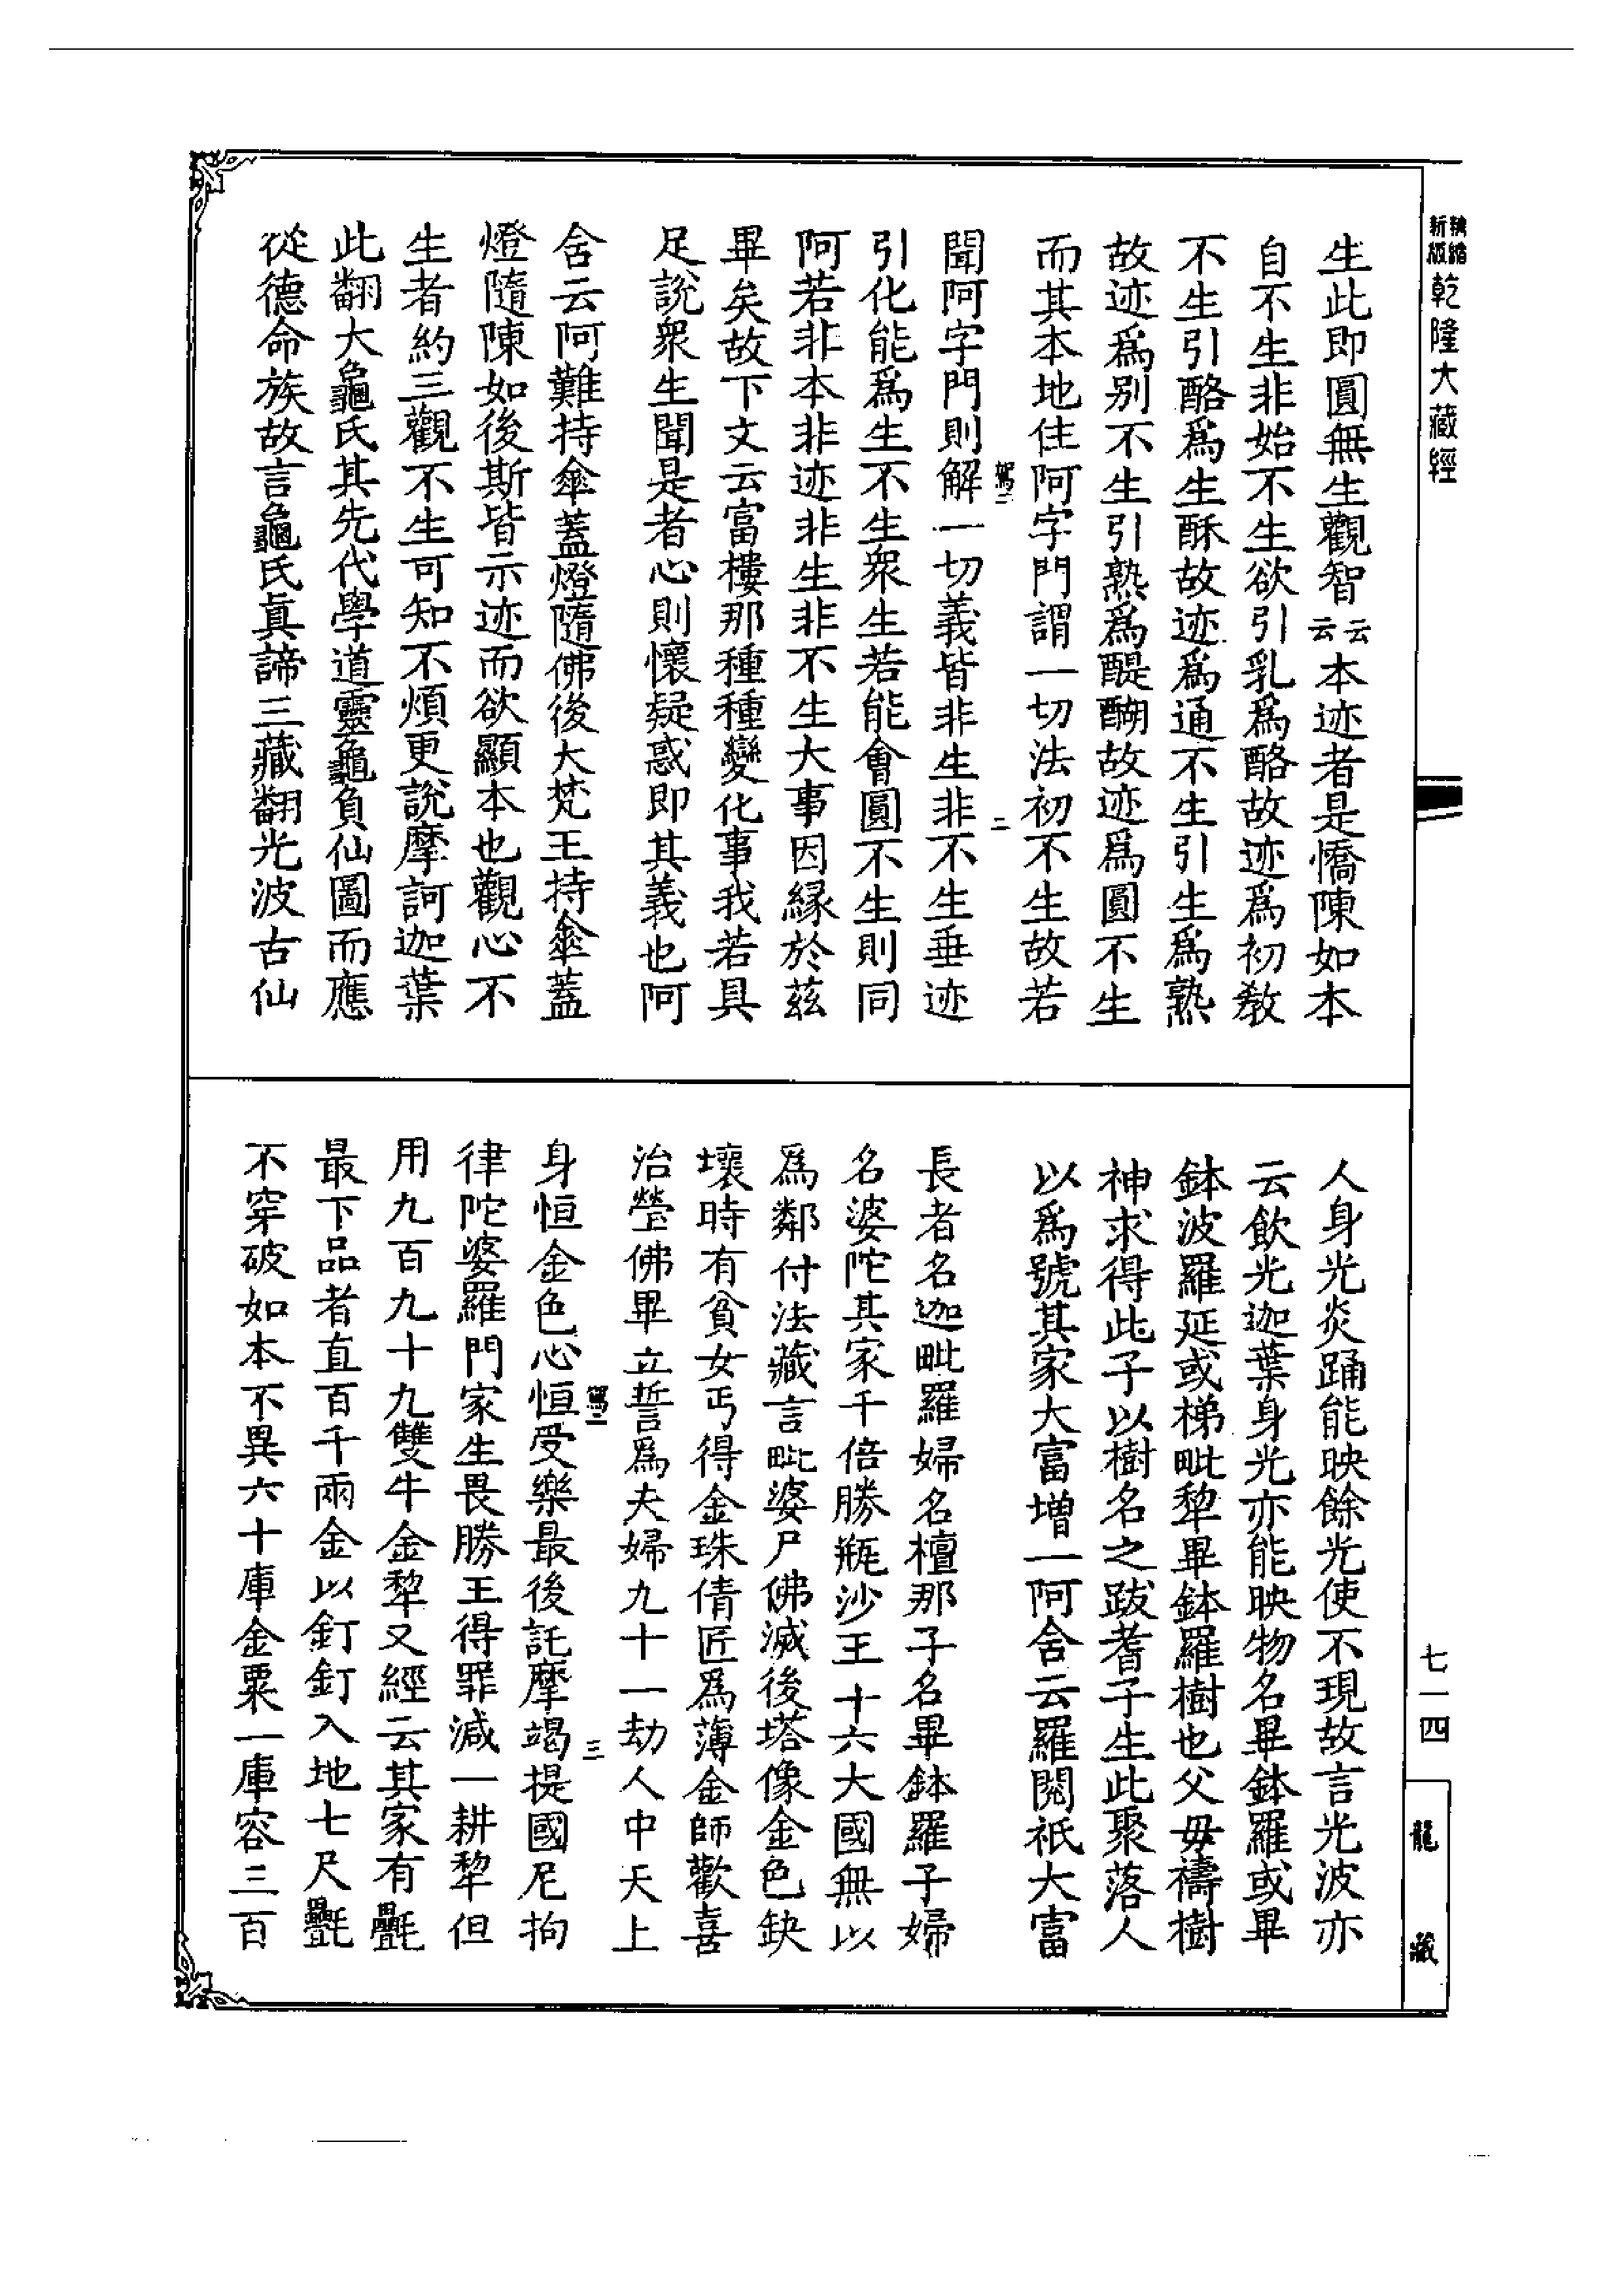 新版精縮乾隆大藏經
生此即圓無生觀智云云本迹者是憍陳如本
自不生非始不生欲引乳爲酪故迹爲初教
不生引酪爲生酥故迹爲通不生引生爲熟
故迹爲别不生引熟爲醍醐故迹爲圓不生
而其本地住阿字門謂一切法初不生故若
聞阿字門則解一切義皆非生非不生垂迹
引化能爲生不生衆生若能會圓不生則同
阿若非本非迹非生非不生大事因緣於兹
畢矣故下文云富樓那種種變化事我若具
足說衆生聞是者心則懷疑惑即其義也阿
舍云阿難持傘蓋燈隨佛後大梵王持傘蓋
燈隨陳如後斯皆示迹而欲顯本也觀心不
生者約三觀不生可知不煩更說摩訶迦葉
此翻大龜氏其先代學道靈龜負仙圖而應
從德命族故言龜氏眞諦三藏翻光波古仙
人身光炎踊能映餘光使不現故言光波亦
云飲光迦葉身光亦能映物名畢鉢羅或畢
鉢波羅延或梯毗犂畢鉢羅樹也父毋禱樹
神求得此子以樹名之跋耆子生此聚落人
以爲號其家大富增一阿舍云羅閱祇大富
長者名迦毗羅婦名檀那子名畢鉢羅子婦
名婆陀其家千倍勝瓶沙王十六大國無以
爲鄰付法藏言毗婆尸佛滅後塔像金色缺
壞時有貧女丐得金珠倩匠爲薄金師歡喜
治瑩佛畢立誓爲夫婦九十一劫人中天上
身恒金色心恒受樂最後託摩竭提國尼拘
律陀婆羅門家生畏勝王得罪減一耕犂但
用九百九十九雙牛金犂又經云其家有氎
最下品者直百千兩金以釘釘入地七尺氎
不穿破如本不異六十庫金粟一庫容三百
七一四
龍藏